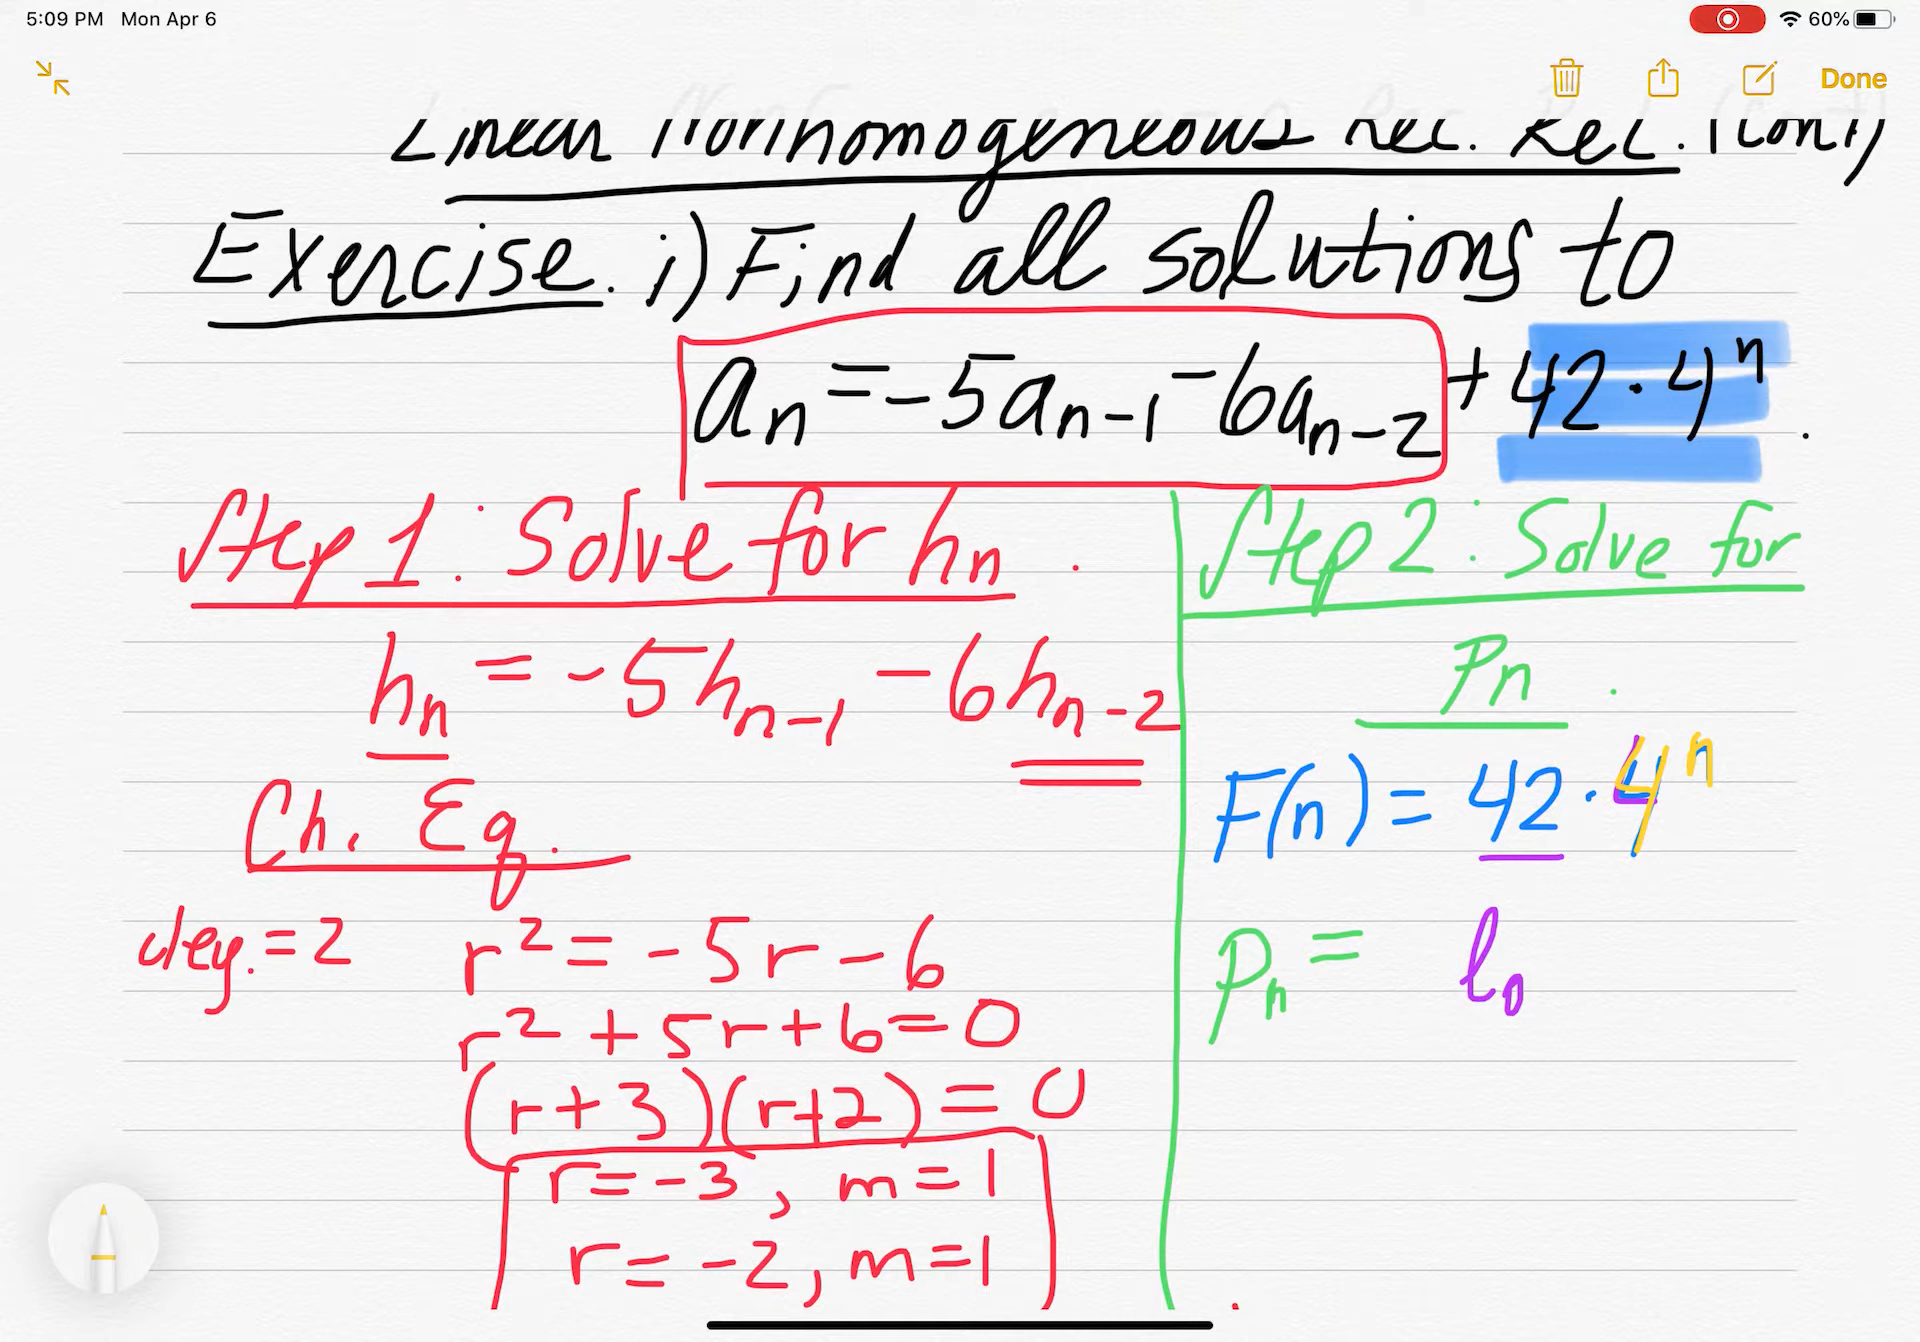 5:09 PM Mon Apr 6
60%
Done
Linear Nonhomogeneous Rec. Rel. (Cont)
Exercise. i) Find all solutions to
aₙ = -5aₙ₋₁ - 6aₙ₋₂ + 42 · 4ⁿ.
Step 1: Solve for hₙ.
hₙ = -5hₙ₋₁ - 6hₙ₋₂
Ch. Eq.
deg. = 2
r² = -5r - 6
r² + 5r + 6 = 0
(r+3)(r+2) = 0
r = -3, m = 1
r = -2, m = 1
Step 2: Solve for
pₙ.
F(n) = 42 · 4ⁿ
pₙ = l₀